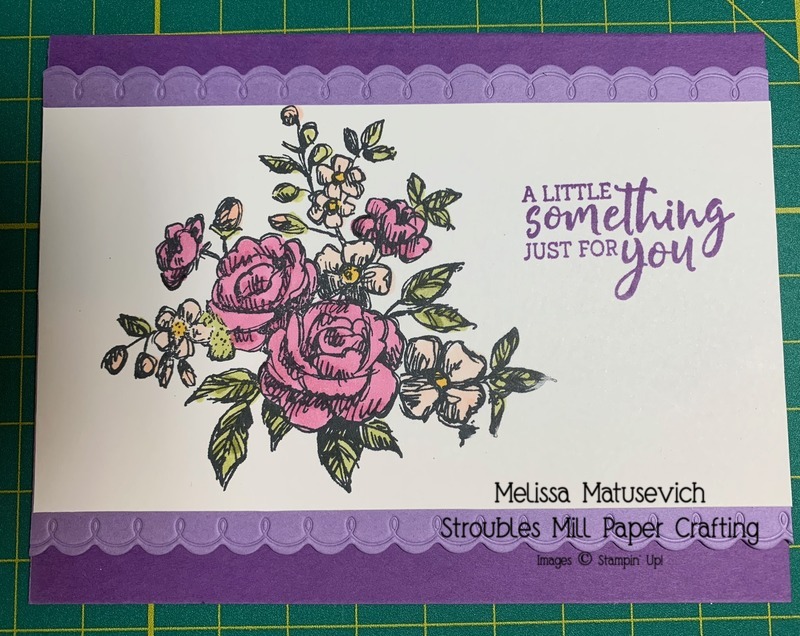 A LITTLE
something
JUST FOR you
Melissa Matusevich
Stroubles Mill Paper Crafting
Images © Stampin' Up!